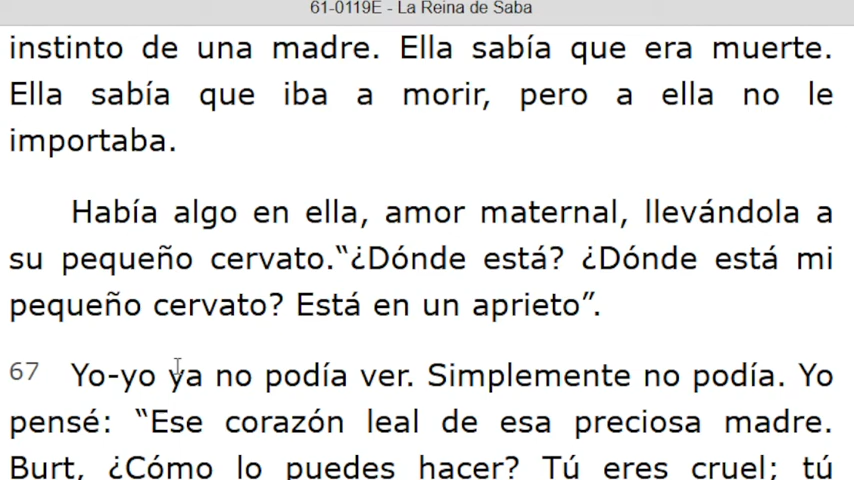 61-0119E - La Reina de Saba
instinto de una madre. Ella sabía que era muerte.
Ella sabía que iba a morir, pero a ella no le
importaba.
Había algo en ella, amor maternal, llevándola a
su pequeño cervato.“¿Dónde está? ¿Dónde está mi
pequeño cervato? Está en un aprieto”.
67 Yo-yo ya no podía ver. Simplemente no podía. Yo
pensé: “Ese corazón leal de esa preciosa madre.
Burt, ¿Cómo lo puedes hacer? Tú eres cruel; tú